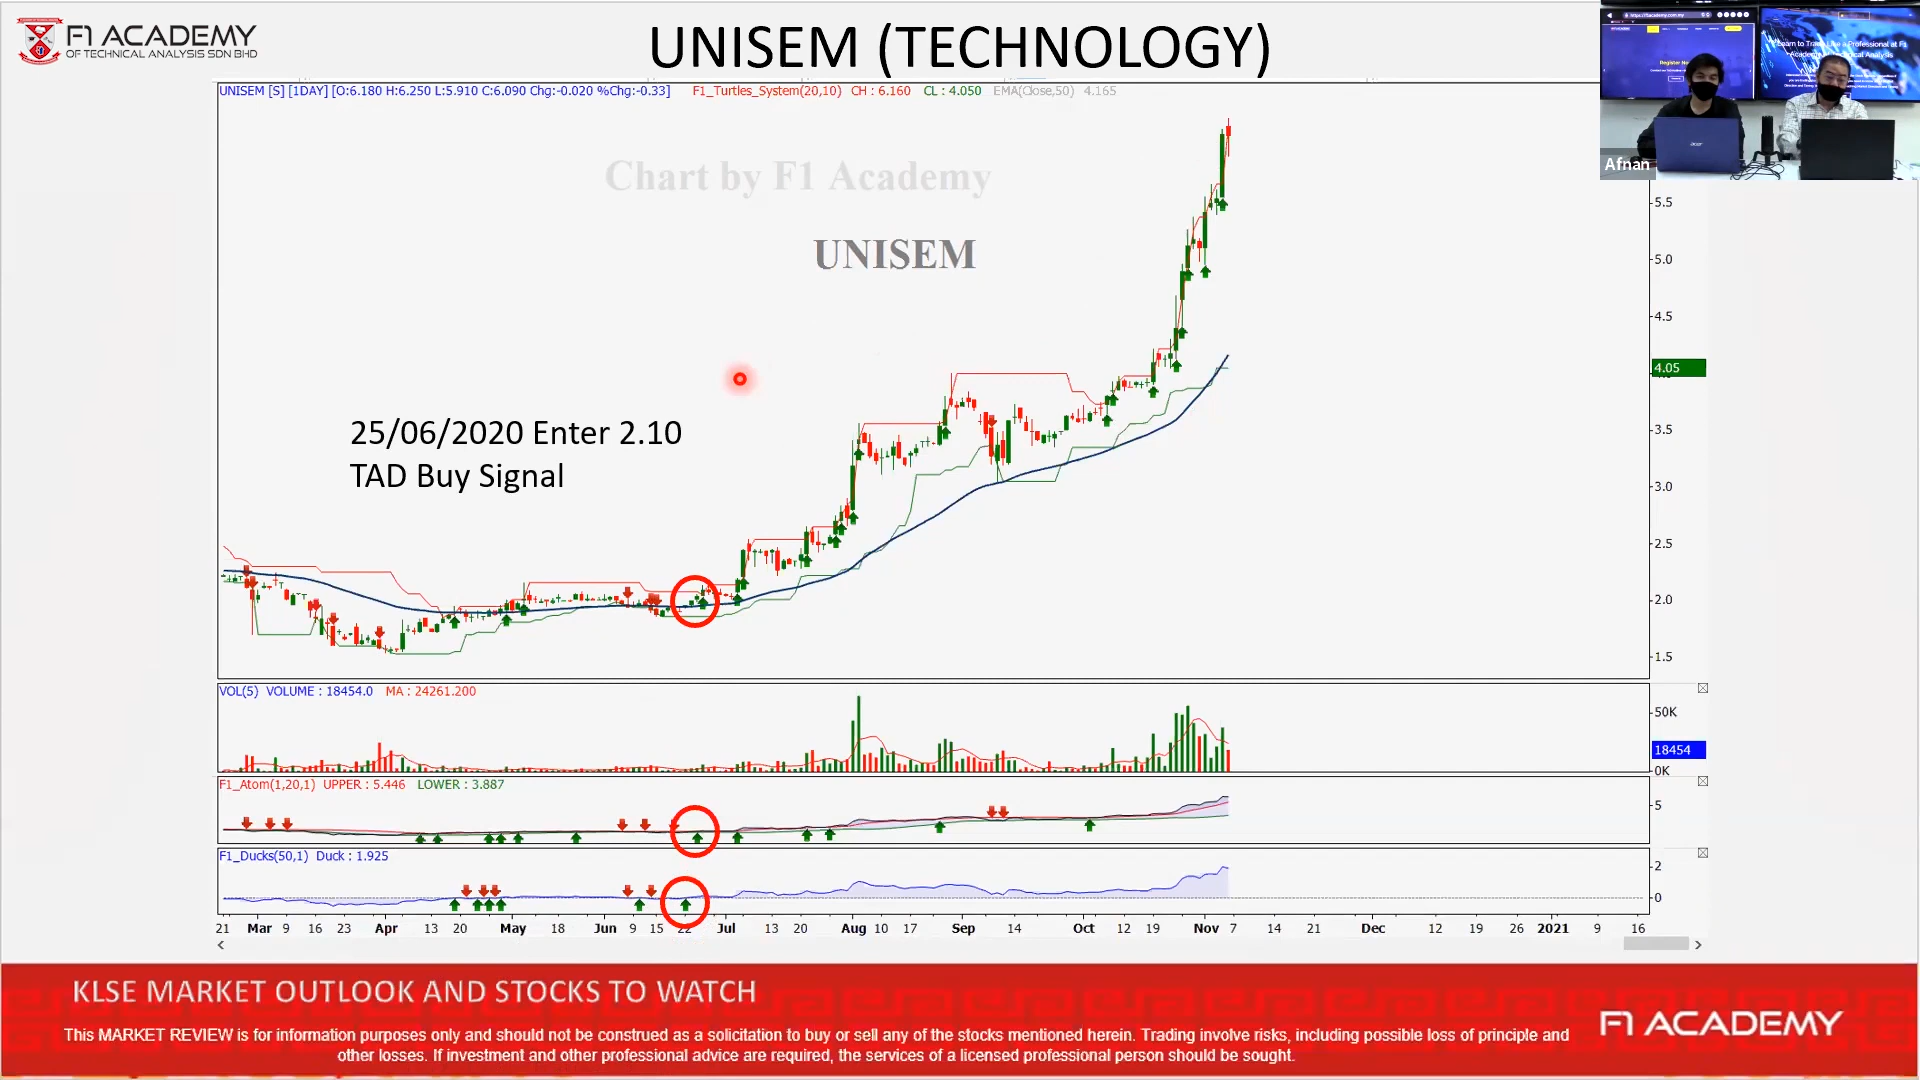 F1 ACADEMY
OF TECHNICAL ANALYSIS SDN BHD
UNISEM (TECHNOLOGY)
UNISEM [S] [1DAY] [O:6.180 H:6.250 L:5.910 C:6.090 Chg:-0.020 %Chg:-0.33] F1_Turtles_System(20,10) CH : 6.160 CL : 4.050 EMA(Close,50) 4.165
Chart by F1 Academy
UNISEM
Afnan
25/06/2020 Enter 2.10
TAD Buy Signal
5.5
5.0
4.5
4.05
3.5
3.0
2.5
2.0
1.5
VOL(5) VOLUME : 18454.0 MA : 24261.200
50K
18454
0K
F1_Atom(1,20,1) UPPER : 5.446 LOWER : 3.887
5
F1_Ducks(50,1) Duck : 1.925
2
0
21 Mar 9 16 23 Apr 13 20 May 18 Jun 9 15 22 Jul 13 20 Aug 10 17 Sep 14 Oct 12 19 Nov 7 14 21 Dec 12 19 26 2021 9 16
KLSE MARKET OUTLOOK AND STOCKS TO WATCH
This MARKET REVIEW is for information purposes only and should not be construed as a solicitation to buy or sell any of the stocks mentioned herein. Trading involve risks, including possible loss of principle and
other losses. If investment and other professional advice are required, the services of a licensed professional person should be sought.
F1 ACADEMY